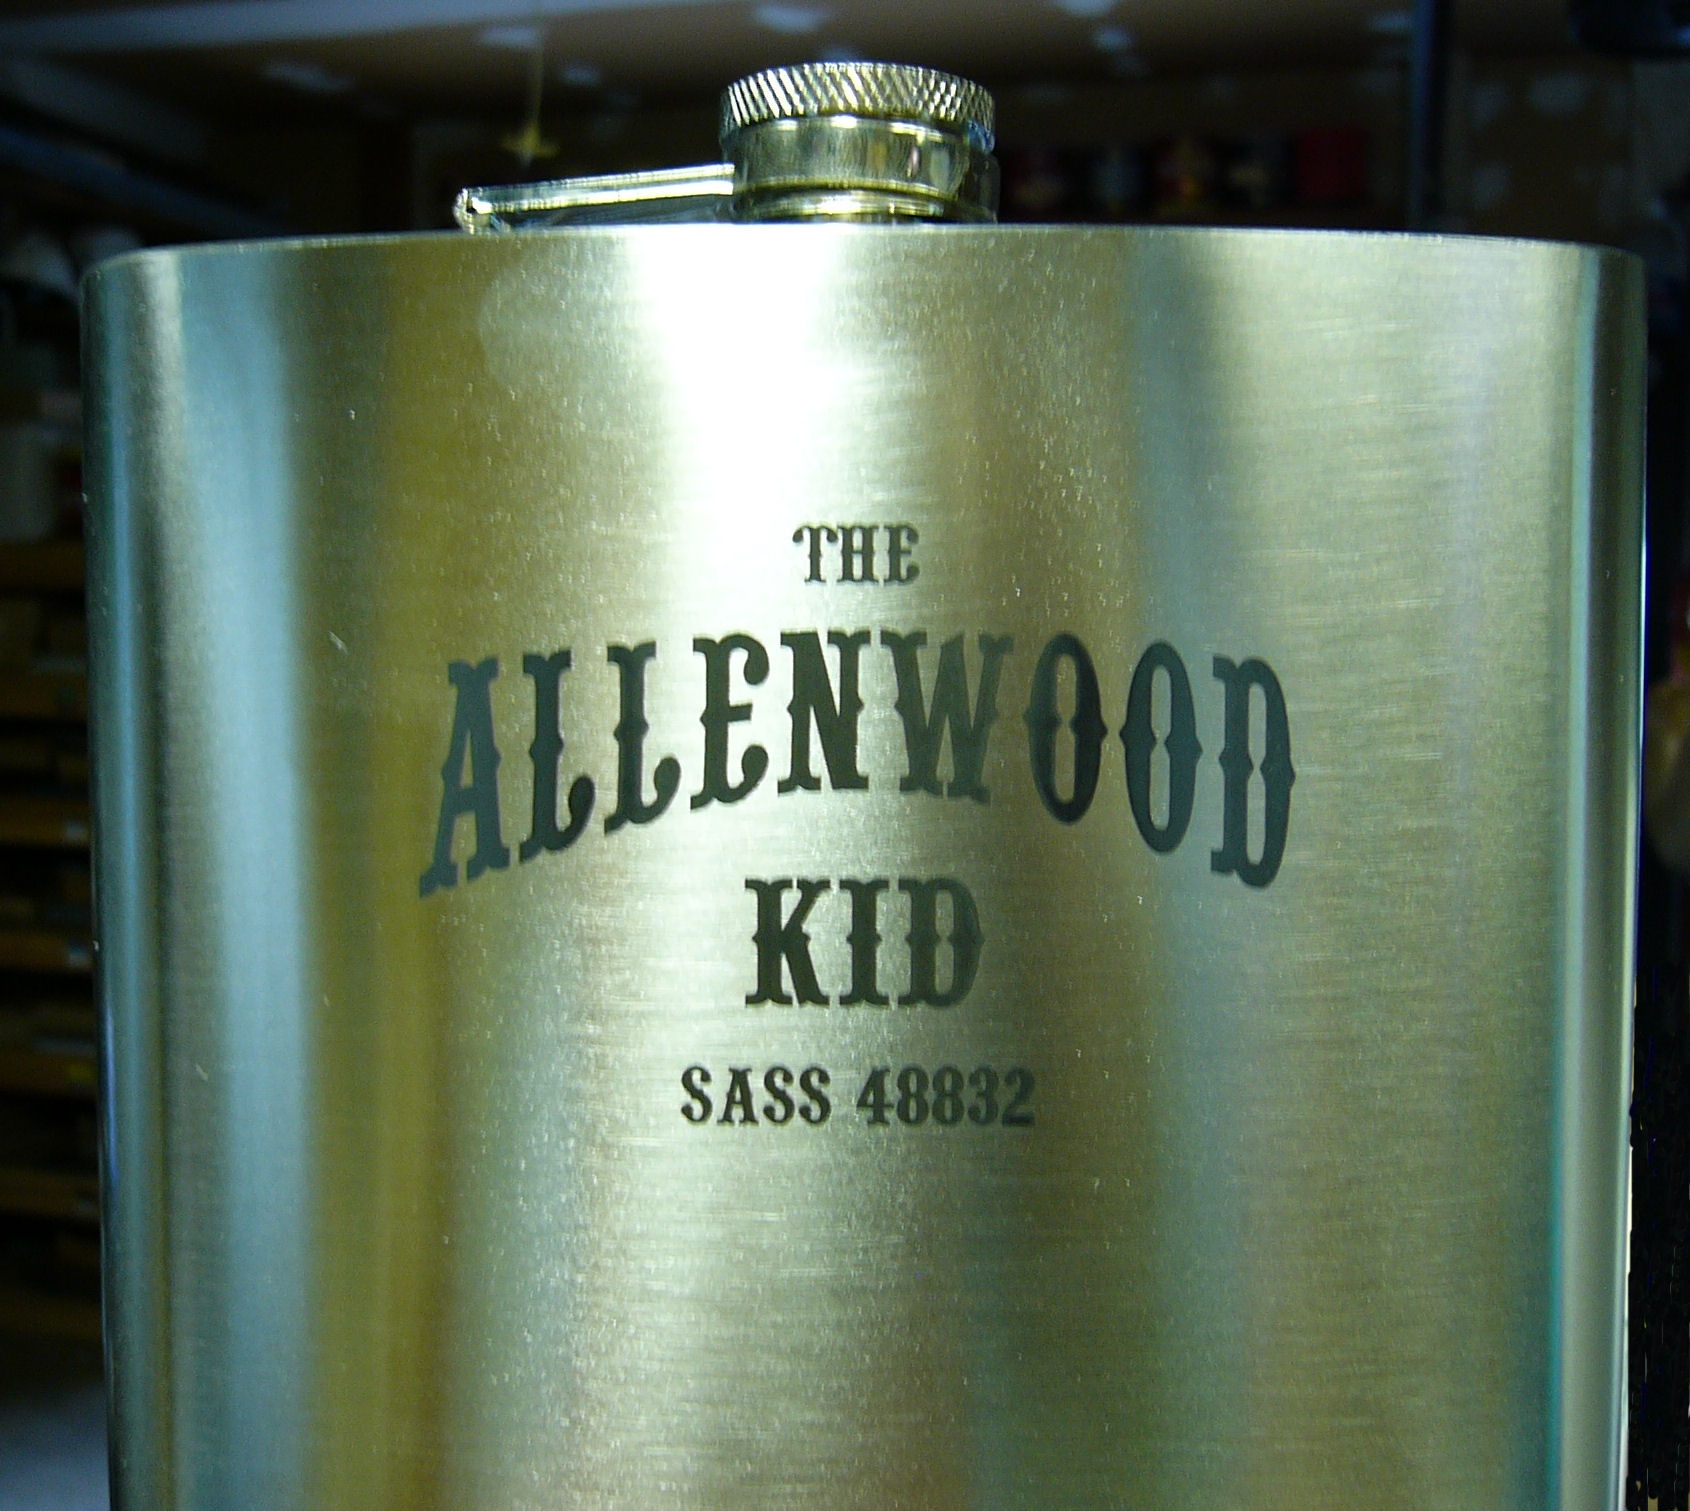 THE
ALLENWOOD
KID
SASS 48832